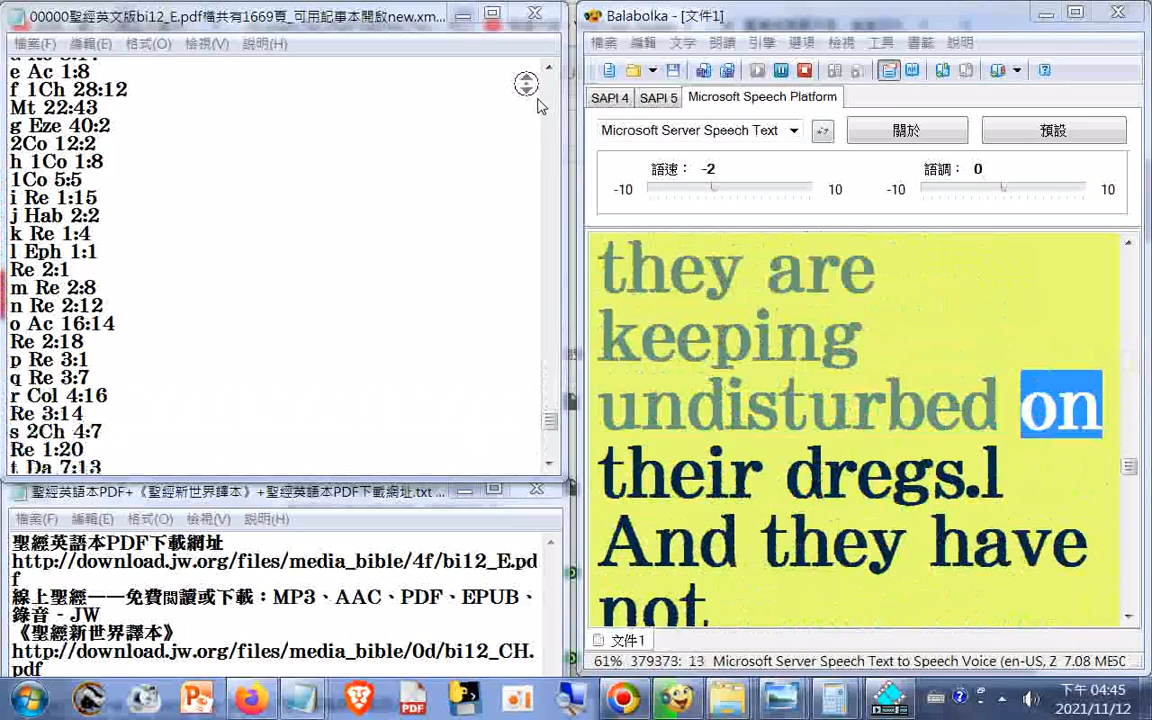 00000聖經英文版bi12_E.pdf檔共有1669頁_可用記事本開啟new.xm...
檔案(F) 編輯(E) 格式(O) 檢視(V) 說明(H)
e Ac 1:8
f 1Ch 28:12
Mt 22:43
g Eze 40:2
2Co 12:2
h 1Co 1:8
1Co 5:5
i Re 1:15
j Hab 2:2
k Re 1:4
l Eph 1:1
Re 2:1
m Re 2:8
n Re 2:12
o Ac 16:14
Re 2:18
p Re 3:1
q Re 3:7
r Col 4:16
Re 3:14
s 2Ch 4:7
Re 1:20
t Da 7:13
聖經英語本PDF+《聖經新世界譯本》+聖經英語本PDF下載網址.txt ...
檔案(F) 編輯(E) 格式(O) 檢視(V) 說明(H)
聖經英語本PDF下載網址
http://download.jw.org/files/media_bible/4f/bi12_E.pd
f
線上聖經——免費閱讀或下載：MP3、AAC、PDF、EPUB、
錄音 - JW
《聖經新世界譯本》
http://download.jw.org/files/media_bible/0d/bi12_CH.
pdf
Balabolka - [文件1]
檔案 編輯 文字 朗讀 引擎 選項 檢視 工具 書籤 說明
SAPI 4 SAPI 5 Microsoft Speech Platform
Microsoft Server Speech Text 關於 預設
語速： -2 語調： 0
-10 10 -10 10
they are
keeping
undisturbed on
their dregs.l
And they have
not
文件1
61% 379373: 13 Microsoft Server Speech Text to Speech Voice (en-US, Z 7.08 ME
下午 04:45
2021/11/12